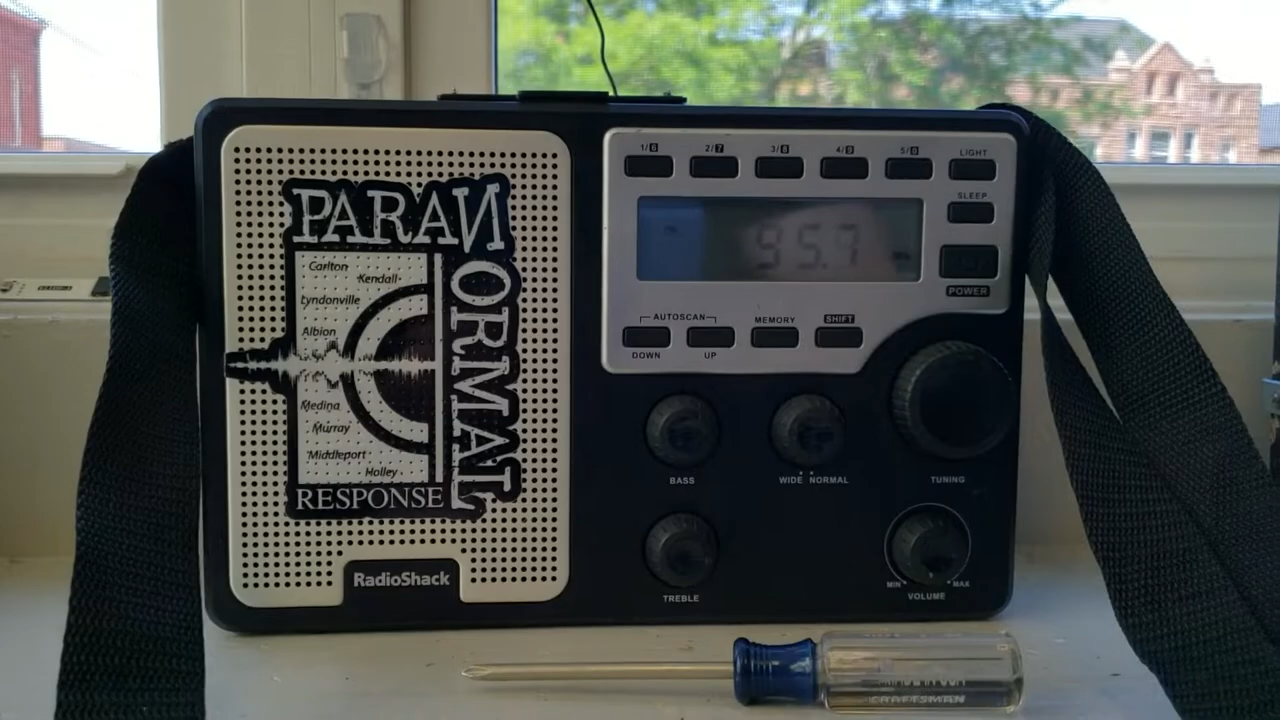 PARANORMAL
Carlton
Kendall
Lyndonville
Albion
Medina
Murray
Middleport
Holley
RESPONSE
RadioShack
1/6 2/7 3/8 4/9 5/0 LIGHT
SLEEP
95.7
POWER
AUTOSCAN MEMORY SHIFT
DOWN UP
BASS WIDE NORMAL TUNING
TREBLE MIN MAX
VOLUME
CRAFTSMAN